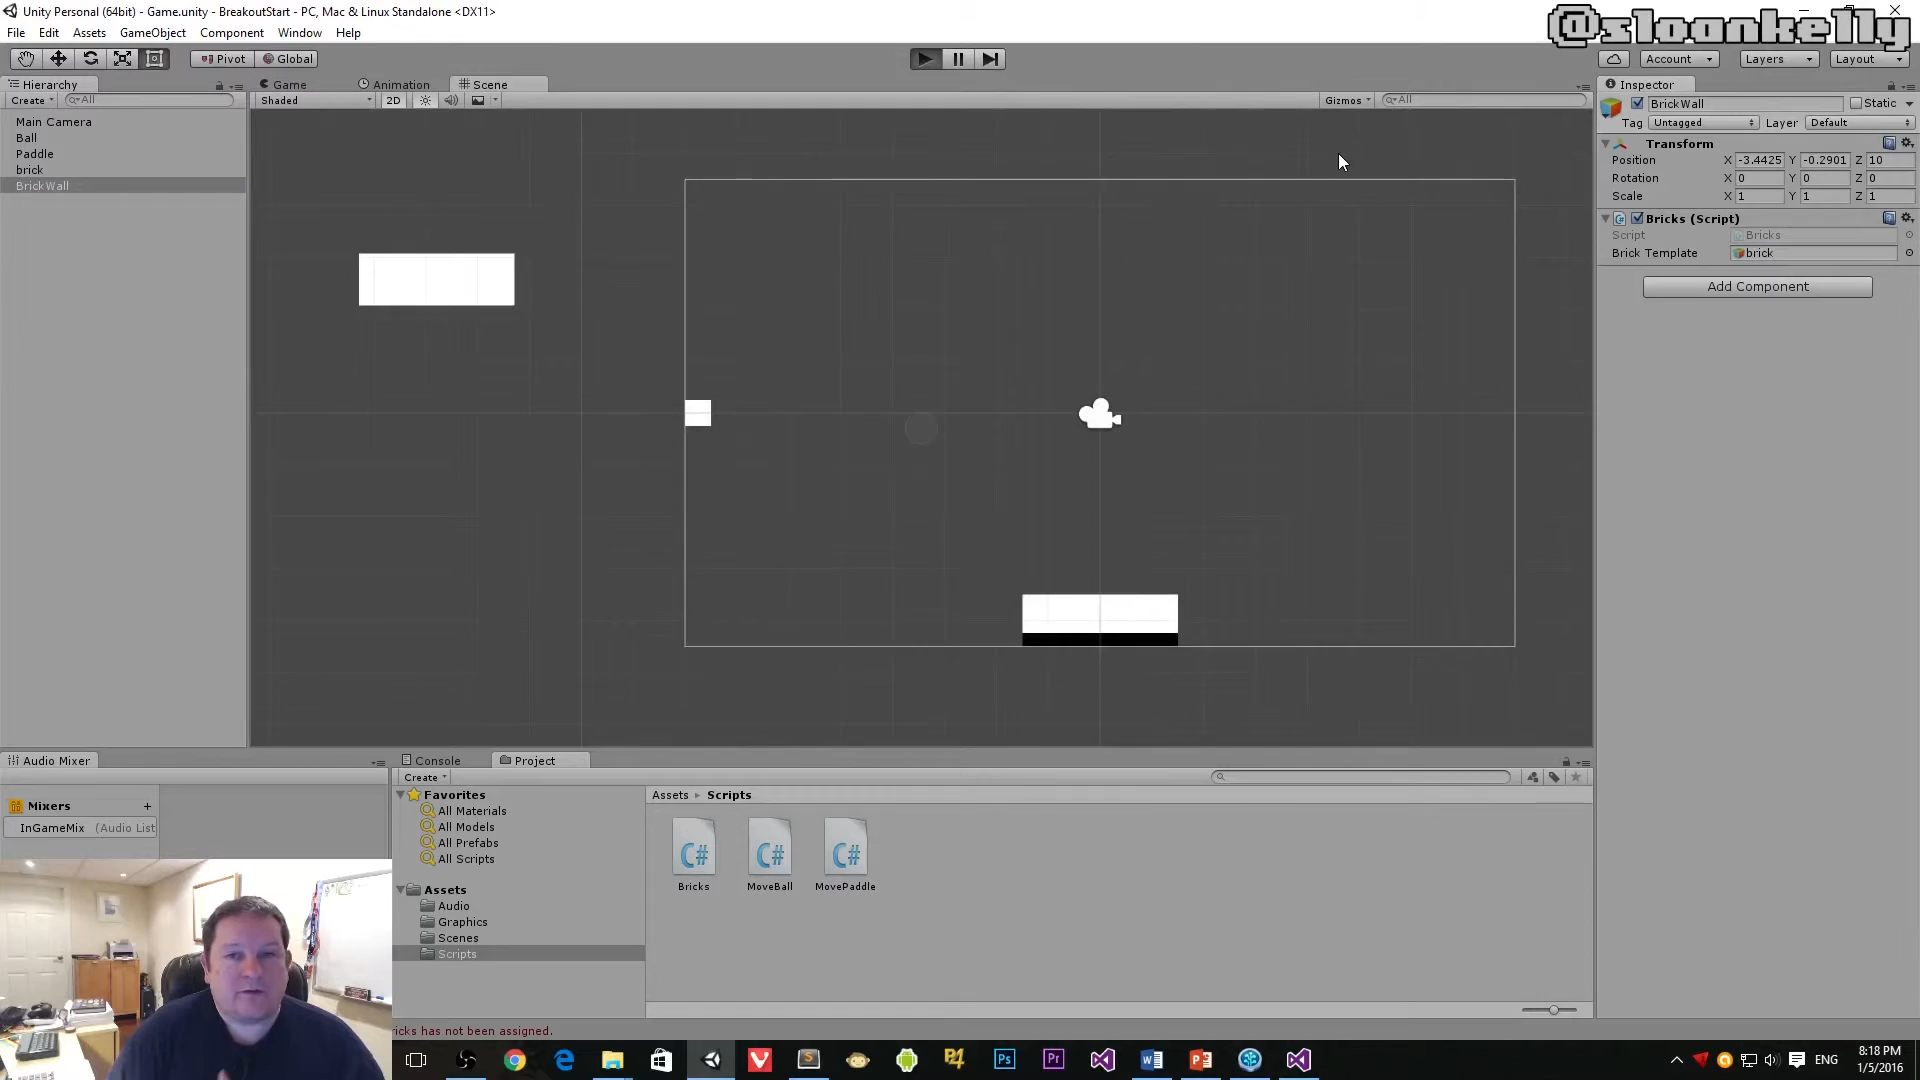 Unity Personal (64bit) - Game.unity - BreakoutStart - PC, Mac & Linux Standalone <DX11>
@sloankelly
File Edit Assets GameObject Component Window Help
Pivot Global
Account Layers Layout
Hierarchy
Game Animation Scene
Inspector
Create All
Shaded 2D
Gizmos All
BrickWall Static
Tag Untagged Layer Default
Main Camera
Ball
Paddle
brick
BrickWall
Transform
Position X -3.4425 Y -0.2901 Z 10
Rotation X 0 Y 0 Z 0
Scale X 1 Y 1 Z 1
Bricks (Script)
Script Bricks
Brick Template brick
Add Component
Audio Mixer
Console Project
Create
Mixers +
InGameMix (Audio List
Favorites
All Materials
All Models
All Prefabs
All Scripts
Assets
Audio
Graphics
Scenes
Scripts
Assets Scripts
C# C# C#
Bricks MoveBall MovePaddle
ricks has not been assigned.
ENG
8:18 PM
1/5/2016